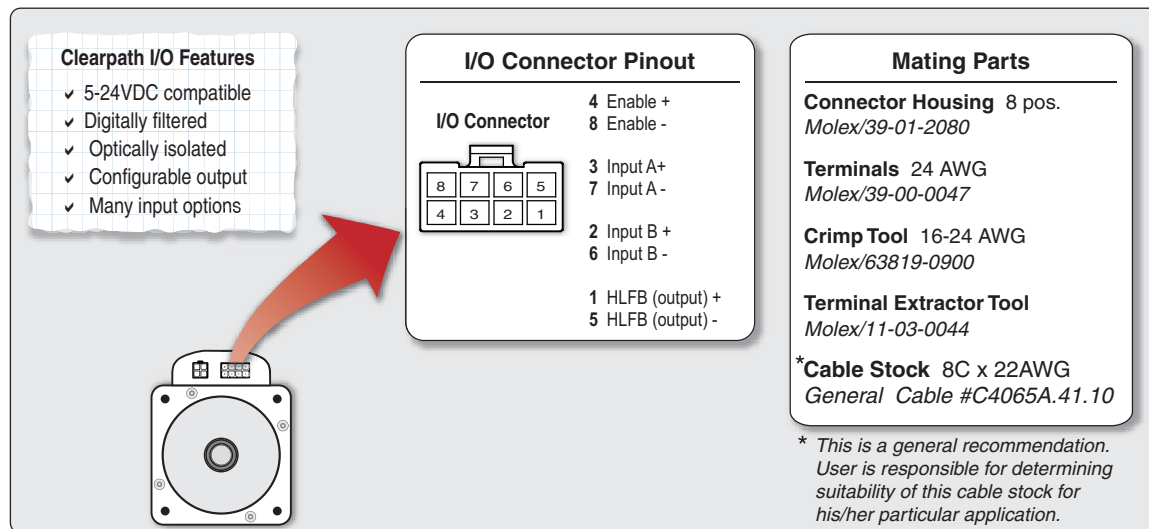 Clearpath I/O Features
✓ 5-24VDC compatible
✓ Digitally filtered
✓ Optically isolated
✓ Configurable output
✓ Many input options
I/O Connector Pinout
I/O Connector
8 7 6 5
4 3 2 1
4 Enable +
8 Enable -
3 Input A+
7 Input A -
2 Input B +
6 Input B -
1 HLFB (output) +
5 HLFB (output) -
Mating Parts
Connector Housing 8 pos.
Molex/39-01-2080
Terminals 24 AWG
Molex/39-00-0047
Crimp Tool 16-24 AWG
Molex/63819-0900
Terminal Extractor Tool
Molex/11-03-0044
*Cable Stock 8C x 22AWG
General Cable #C4065A.41.10
* This is a general recommendation.
User is responsible for determining
suitability of this cable stock for
his/her particular application.